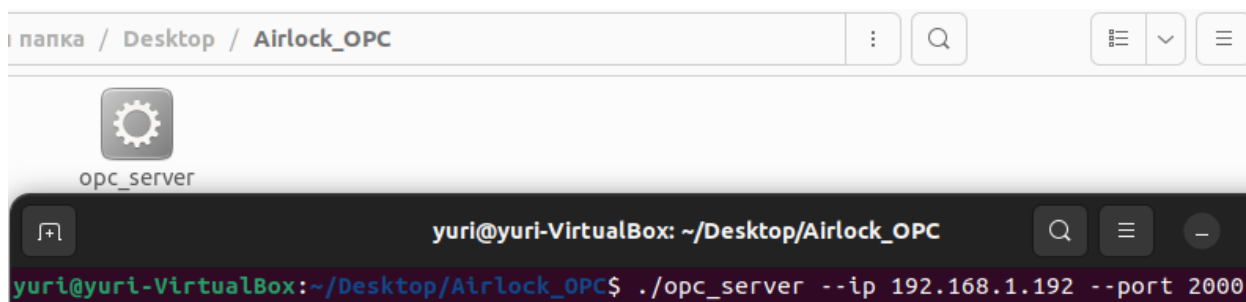 папка / Desktop / Airlock_OPC
opc_server
yuri@yuri-VirtualBox: ~/Desktop/Airlock_OPC
yuri@yuri-VirtualBox:~/Desktop/Airlock_OPC$ ./opc_server --ip 192.168.1.192 --port 2000